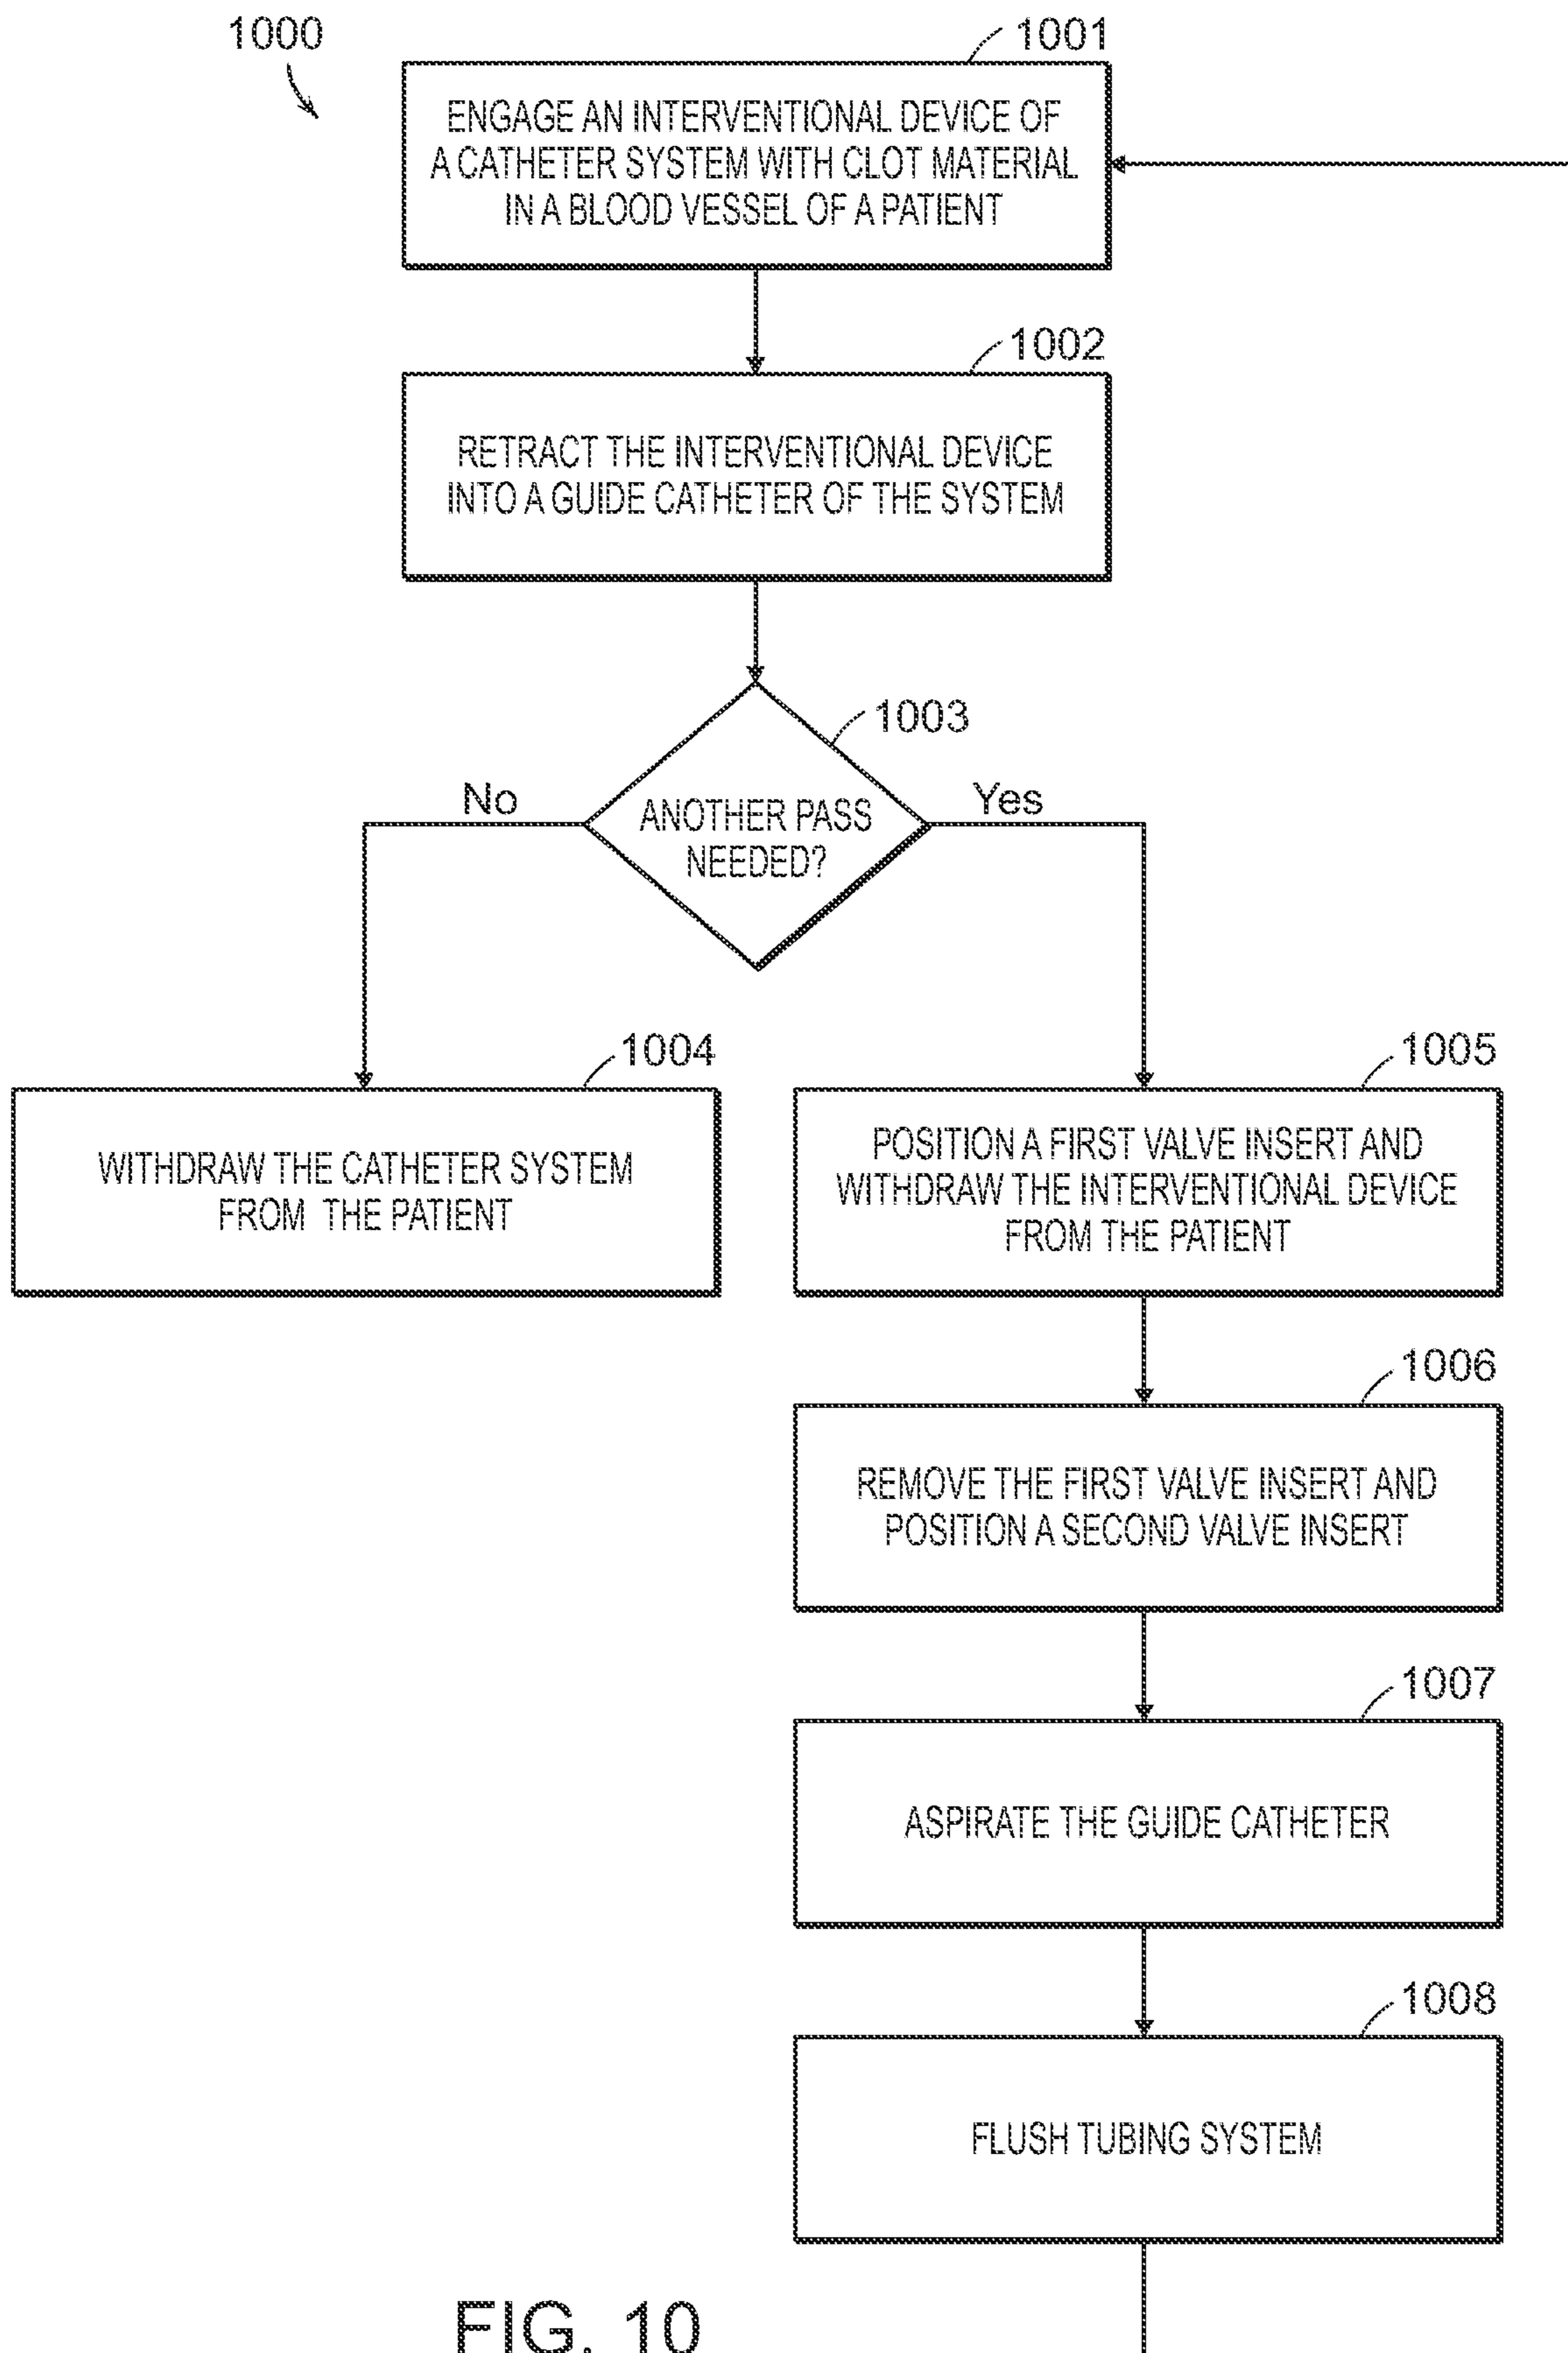 1000
1001
ENGAGE AN INTERVENTIONAL DEVICE OF
A CATHETER SYSTEM WITH CLOT MATERIAL
IN A BLOOD VESSEL OF A PATIENT
1002
RETRACT THE INTERVENTIONAL DEVICE
INTO A GUIDE CATHETER OF THE SYSTEM
1003
No
Yes
ANOTHER PASS
NEEDED?
1004
WITHDRAW THE CATHETER SYSTEM
FROM THE PATIENT
1005
POSITION A FIRST VALVE INSERT AND
WITHDRAW THE INTERVENTIONAL DEVICE
FROM THE PATIENT
1006
REMOVE THE FIRST VALVE INSERT AND
POSITION A SECOND VALVE INSERT
1007
ASPIRATE THE GUIDE CATHETER
1008
FLUSH TUBING SYSTEM
FIG. 10